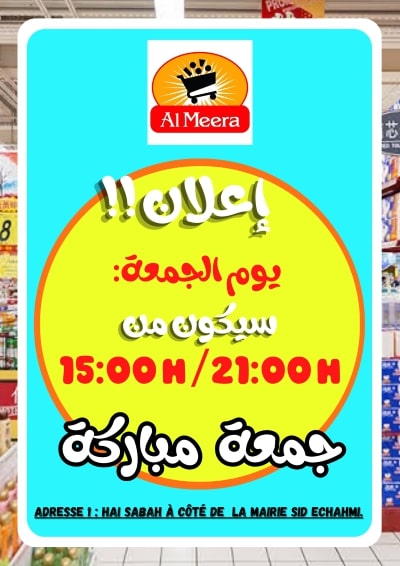 Al Meera
إعلان!!
يوم الجمعة:
سيكون من
15:00 H / 21:00 H
جمعة مباركة
ADRESSE 1 : HAI SABAH À CÔTÉ DE LA MAIRIE SID ECHAHMI.